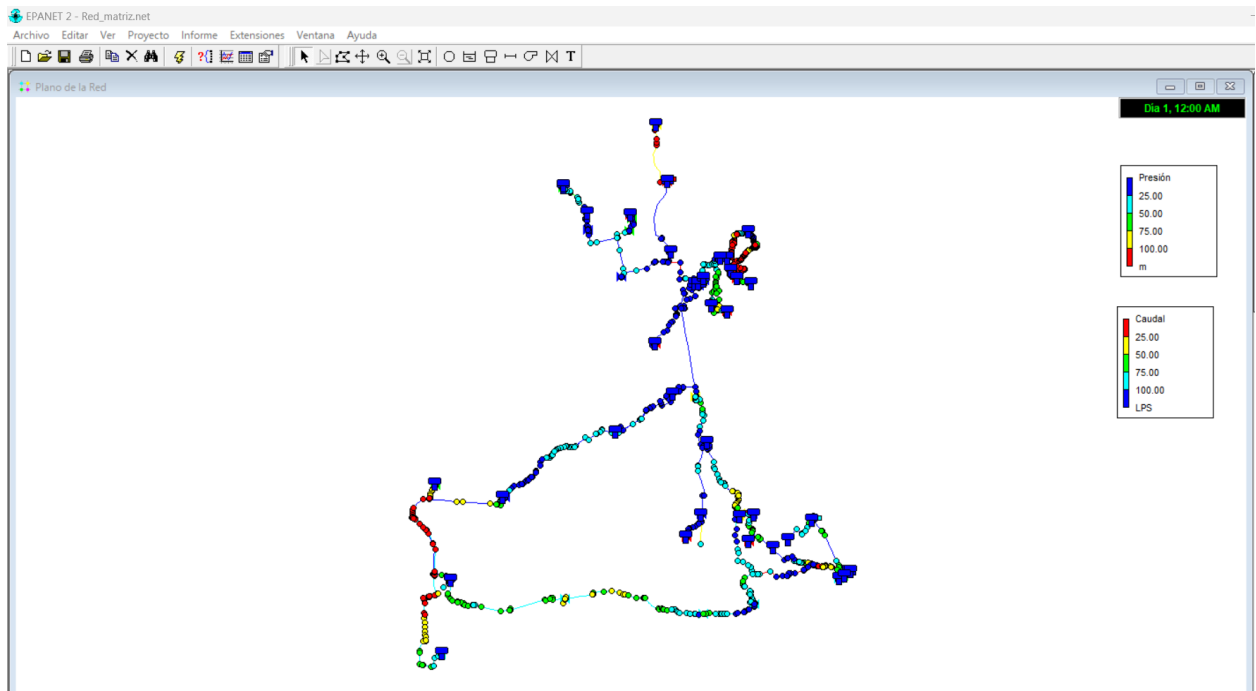 EPANET 2 - Red_matriz.net
Archivo Editar Ver Proyecto Informe Extensiones Ventana Ayuda
T
Plano de la Red
Día 1, 12:00 AM
Presión
25.00
50.00
75.00
100.00
m
Caudal
25.00
50.00
75.00
100.00
LPS